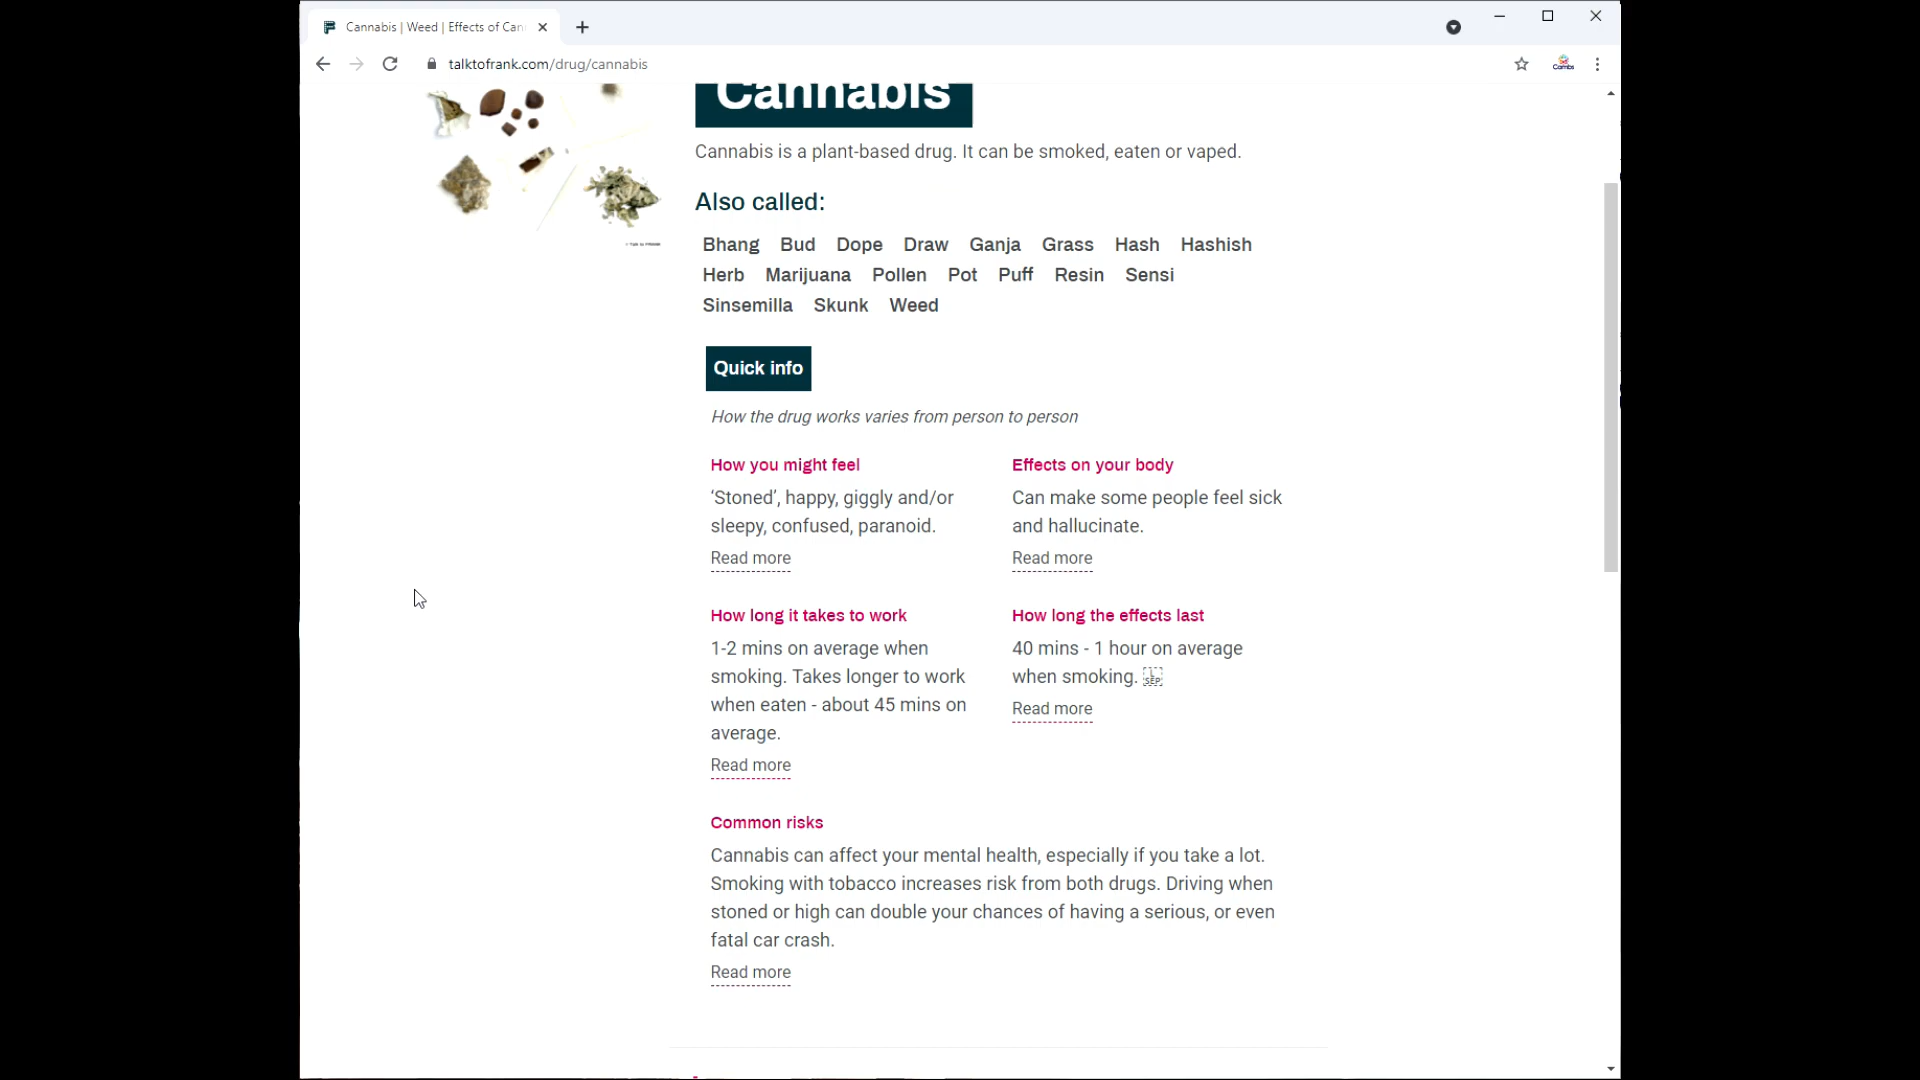 Cannabis | Weed | Effects of Can
talktofrank.com/drug/cannabis
Cambs
Cannabis
Cannabis is a plant-based drug. It can be smoked, eaten or vaped.
Also called:
Bhang Bud Dope Draw Ganja Grass Hash Hashish
Herb Marijuana Pollen Pot Puff Resin Sensi
Sinsemilla Skunk Weed
Quick info
How the drug works varies from person to person
How you might feel
‘Stoned’, happy, giggly and/or
sleepy, confused, paranoid.
Read more
Effects on your body
Can make some people feel sick
and hallucinate.
Read more
How long it takes to work
1-2 mins on average when
smoking. Takes longer to work
when eaten - about 45 mins on
average.
Read more
How long the effects last
40 mins - 1 hour on average
when smoking. L SEP
Read more
Common risks
Cannabis can affect your mental health, especially if you take a lot.
Smoking with tobacco increases risk from both drugs. Driving when
stoned or high can double your chances of having a serious, or even
fatal car crash.
Read more